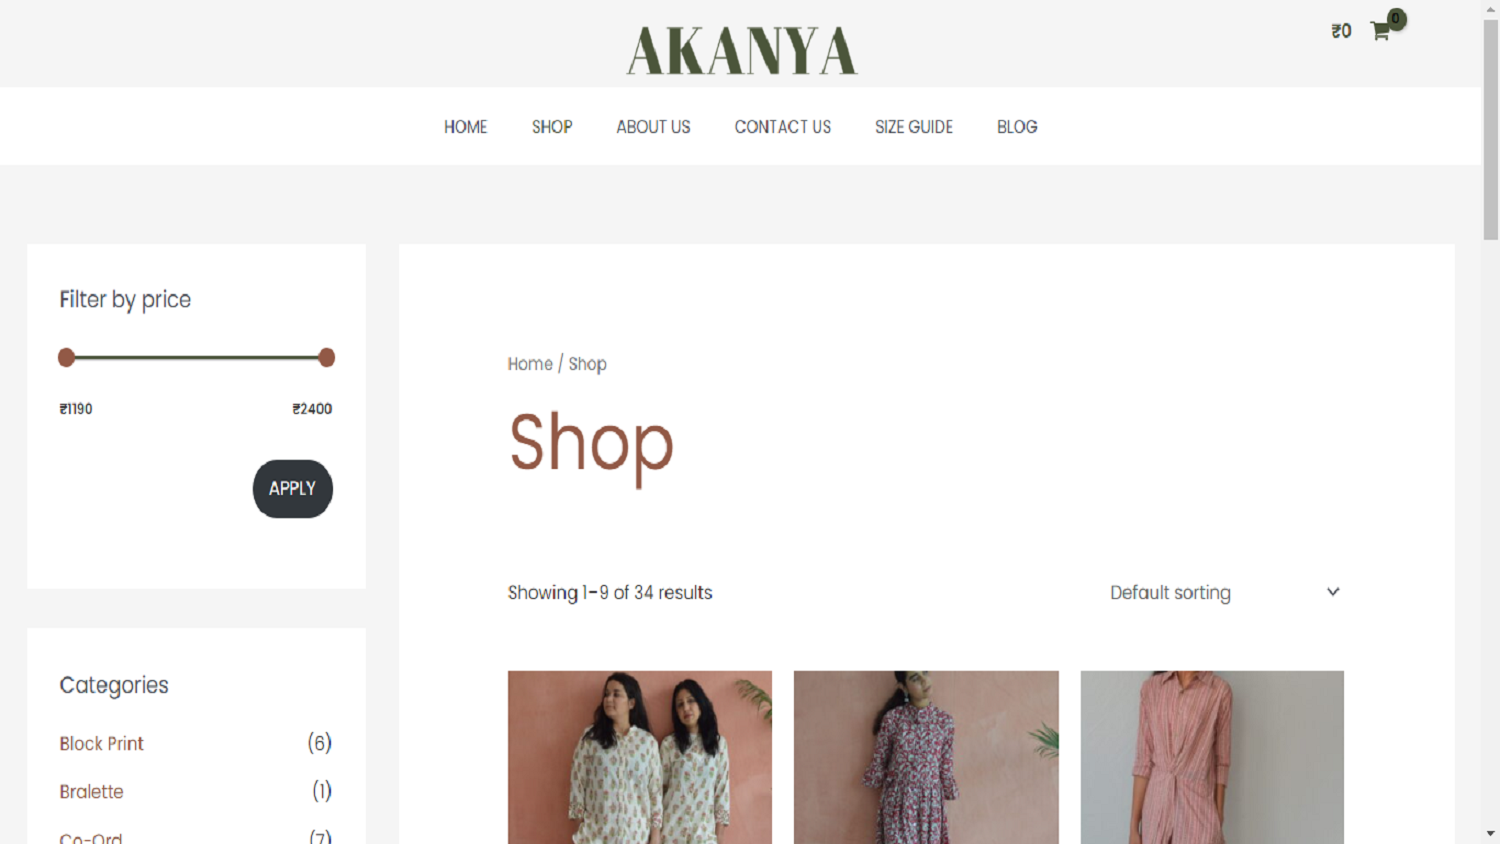 AKANYA
₹0
0
HOME SHOP ABOUT US CONTACT US SIZE GUIDE BLOG
Filter by price
₹1190 ₹2400
APPLY
Categories
Block Print (6)
Bralette (1)
Co-Ord (7)
Home / Shop
Shop
Showing 1–9 of 34 results
Default sorting